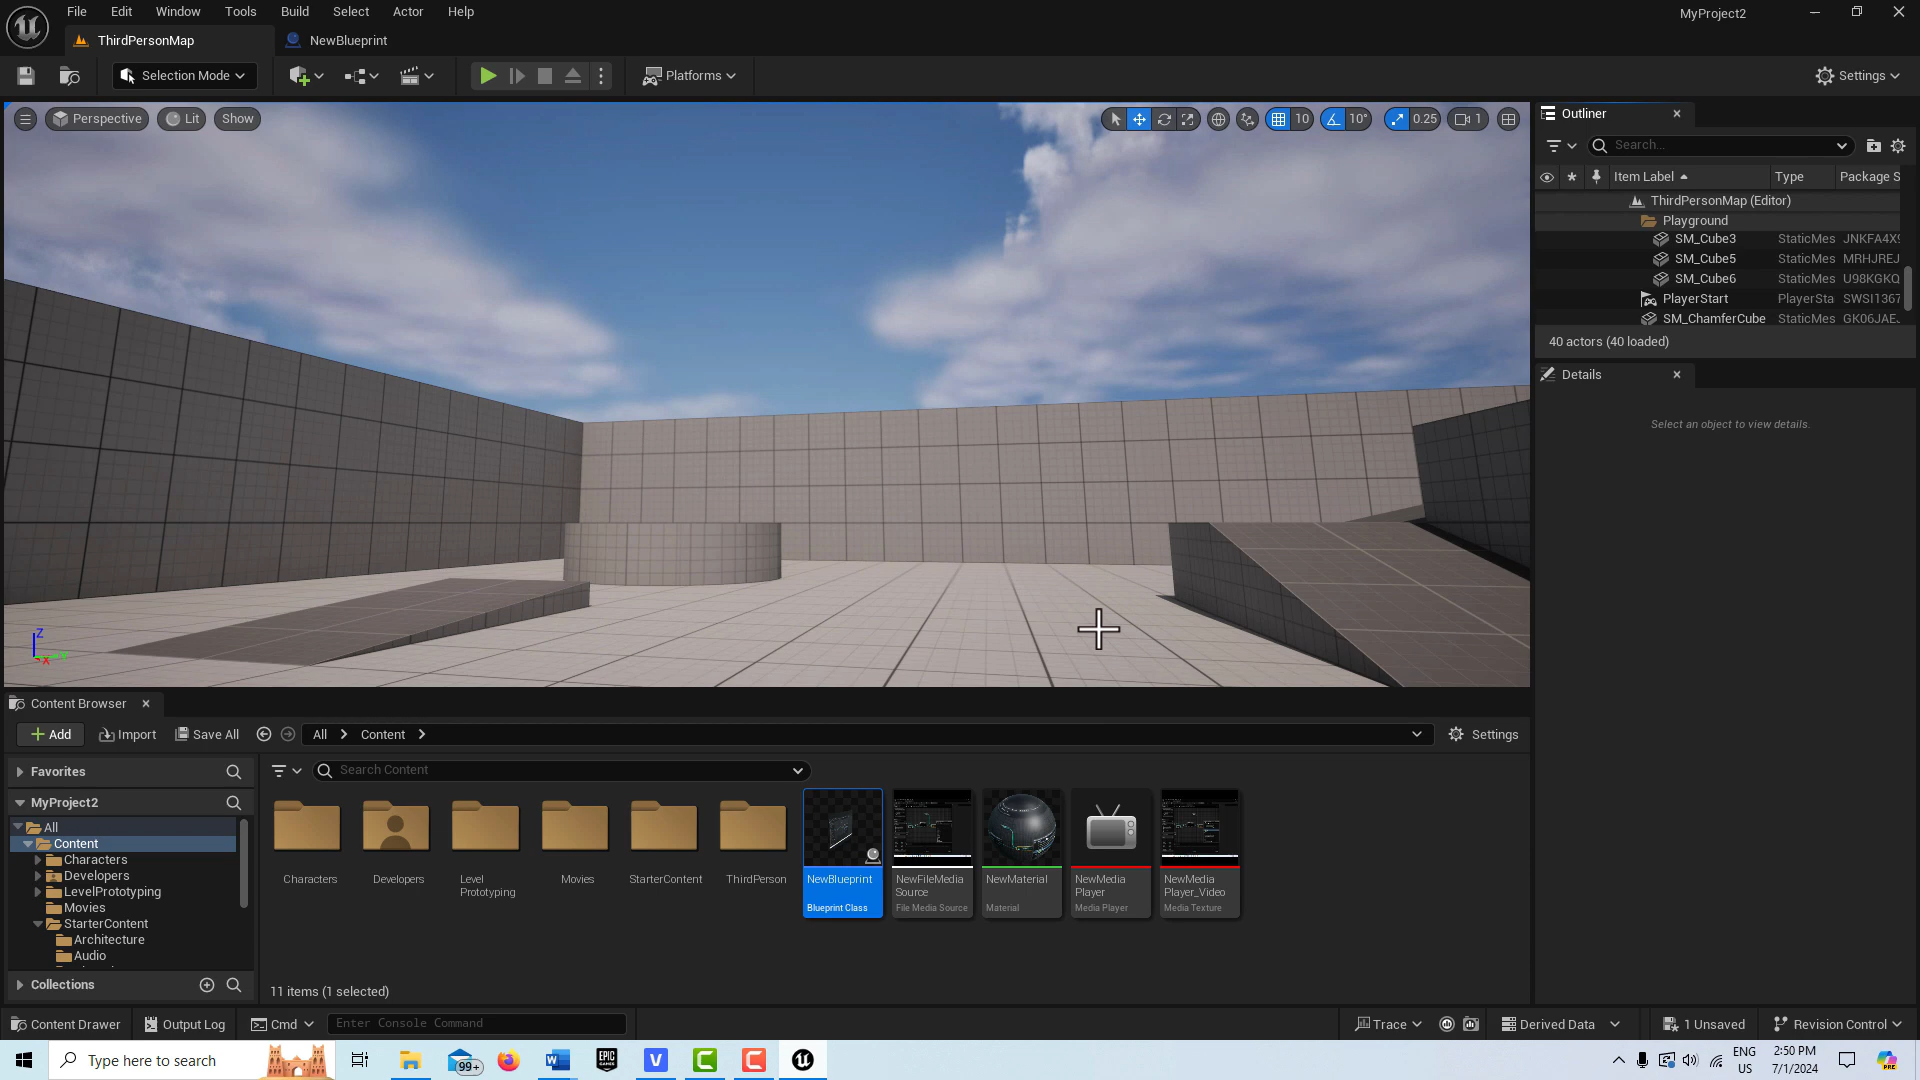 File Edit Window Tools Build Select Actor Help
MyProject2
ThirdPersonMap
NewBlueprint
Selection Mode
Platforms
Settings
Perspective
Lit
Show
10
10°
0.25
1
Outliner
Search...
Item Label
Type
Package S
ThirdPersonMap (Editor)
Playground
SM_Cube3 StaticMes JNKFA4X9
SM_Cube5 StaticMes MRHJREJ
SM_Cube6 StaticMes U98KGKQ
PlayerStart PlayerSta SWSI1367
SM_ChamferCube StaticMes GK06JAEJ
40 actors (40 loaded)
Details
Select an object to view details.
Z
X
Y
Content Browser
Add
Import
Save All
All
Content
Settings
Favorites
Search Content
MyProject2
All
Content
Characters
Developers
LevelPrototyping
Movies
StarterContent
Architecture
Audio
Collections
Characters
Developers
Level
Prototyping
Movies
StarterContent
ThirdPerson
NewBlueprint
Blueprint Class
NewFileMedia
Source
File Media Source
NewMaterial
Material
NewMedia
Player
Media Player
NewMedia
Player_Video
Media Texture
11 items (1 selected)
Content Drawer
Output Log
Cmd
Enter Console Command
Trace
Derived Data
1 Unsaved
Revision Control
Type here to search
99+
EPIC
GAMES
ENG
US
2:50 PM
7/1/2024
PRE